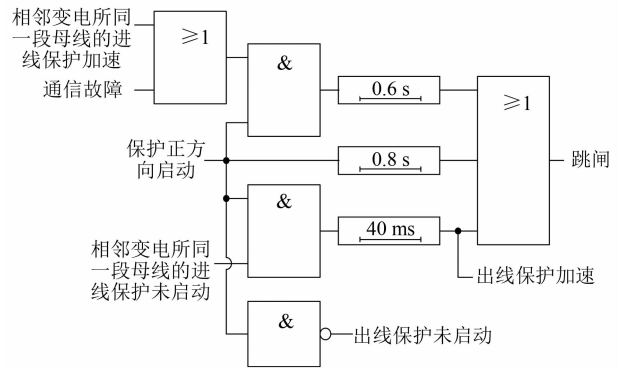 相邻变电所同
一段母线的进
线保护加速
通信故障
≥1
&
0.6 s
≥1
保护正方
向启动
0.8 s
跳闸
&
40 ms
相邻变电所同
一段母线的进
线保护未启动
出线保护加速
&
出线保护未启动